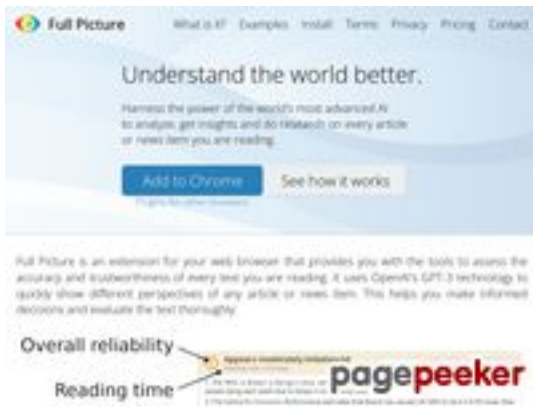 Full Picture What is it? Examples Install Terms Privacy Pricing Contact
Understand the world better.
Harness the power of the world's most advanced AI
to analyze, get insights and do research on every article
or news item you are reading.
Add to Chrome See how it works
Full Picture is an extension for your web browser that provides you with the tools to assess the
accuracy and trustworthiness of every text you are reading. It uses OpenAI's GPT-3 technology to
quickly show different perspectives of any article or news item. This helps you make informed
decisions and evaluate the text thoroughly.
Overall reliability
Reading time
pagepeeker